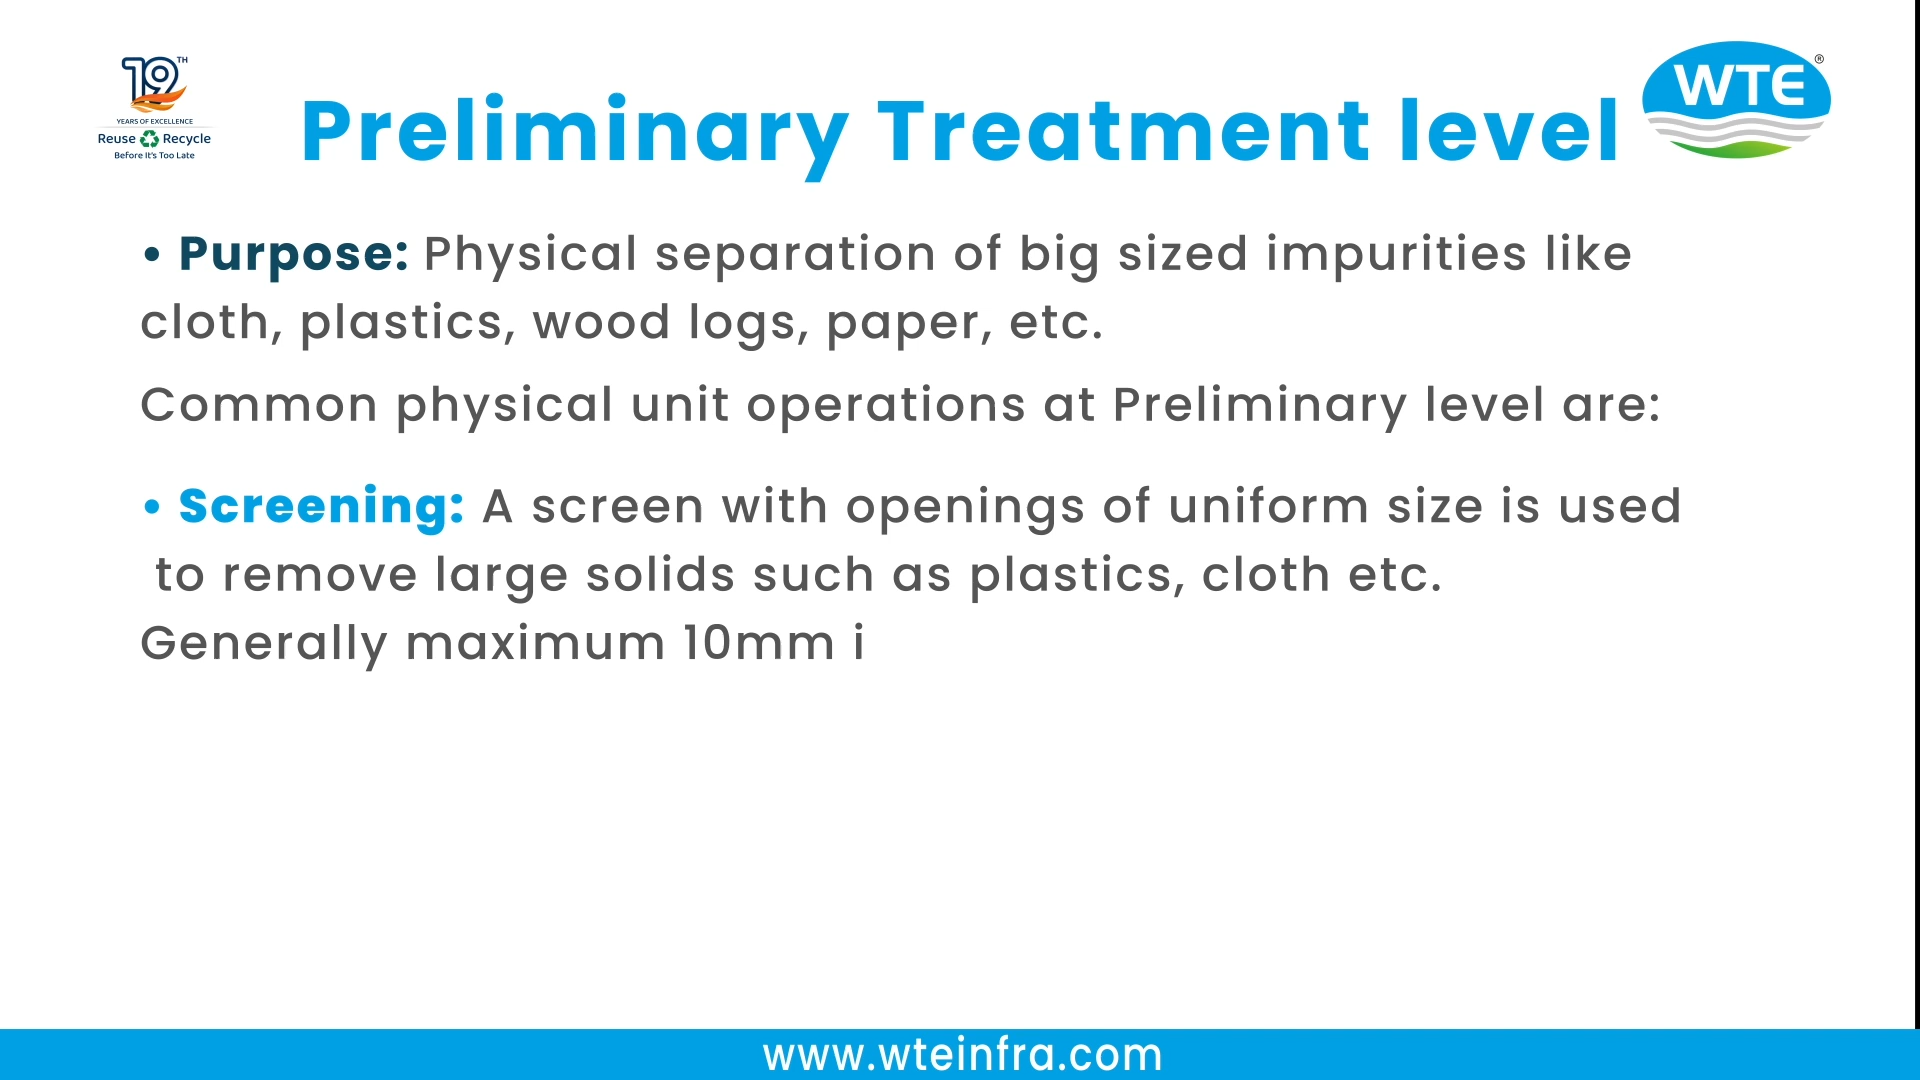 19TH
YEARS OF EXCELLENCE
Reuse Recycle
Before It's Too Late
Preliminary Treatment level
WTE®
• Purpose: Physical separation of big sized impurities like
cloth, plastics, wood logs, paper, etc.
Common physical unit operations at Preliminary level are:
• Screening: A screen with openings of uniform size is used
to remove large solids such as plastics, cloth etc.
Generally maximum 10mm i
www.wteinfra.com